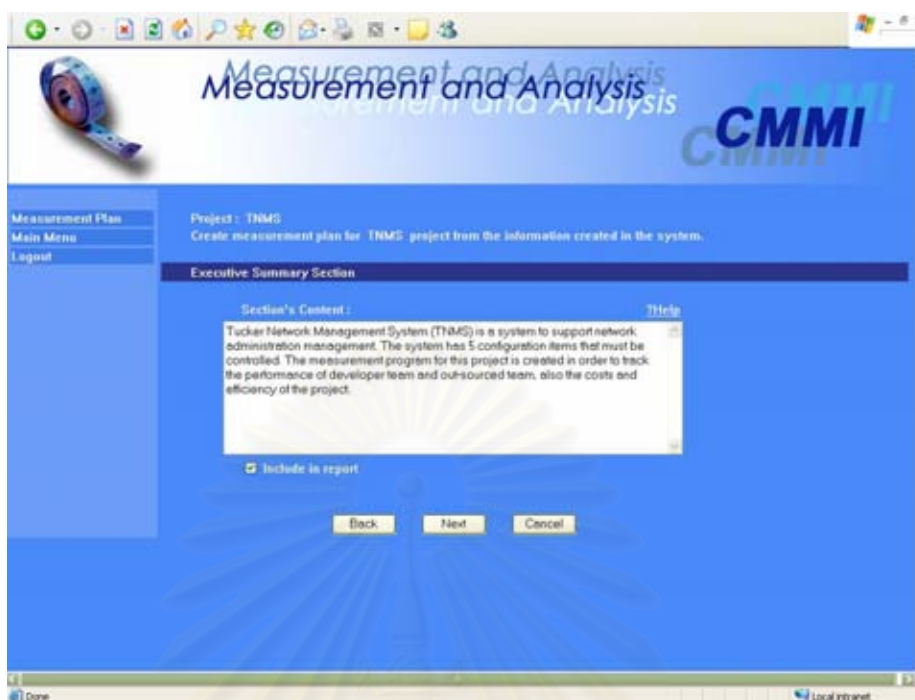 Measurement and Analysis
CMMI
Measurement Plan
Main Menu
Logout
Project : TNMS
Create measurement plan for TNMS project from the information created in the system.
Executive Summary Section
Section's Content :
?Help
Tucker Network Management System (TNMS) is a system to support network
administration management. The system has 5 configuration items that must be
controlled. The measurement program for this project is created in order to track
the performance of developer team and out-sourced team, also the costs and
efficiency of the project.
Include in report
Back Next Cancel
Done
Local intranet